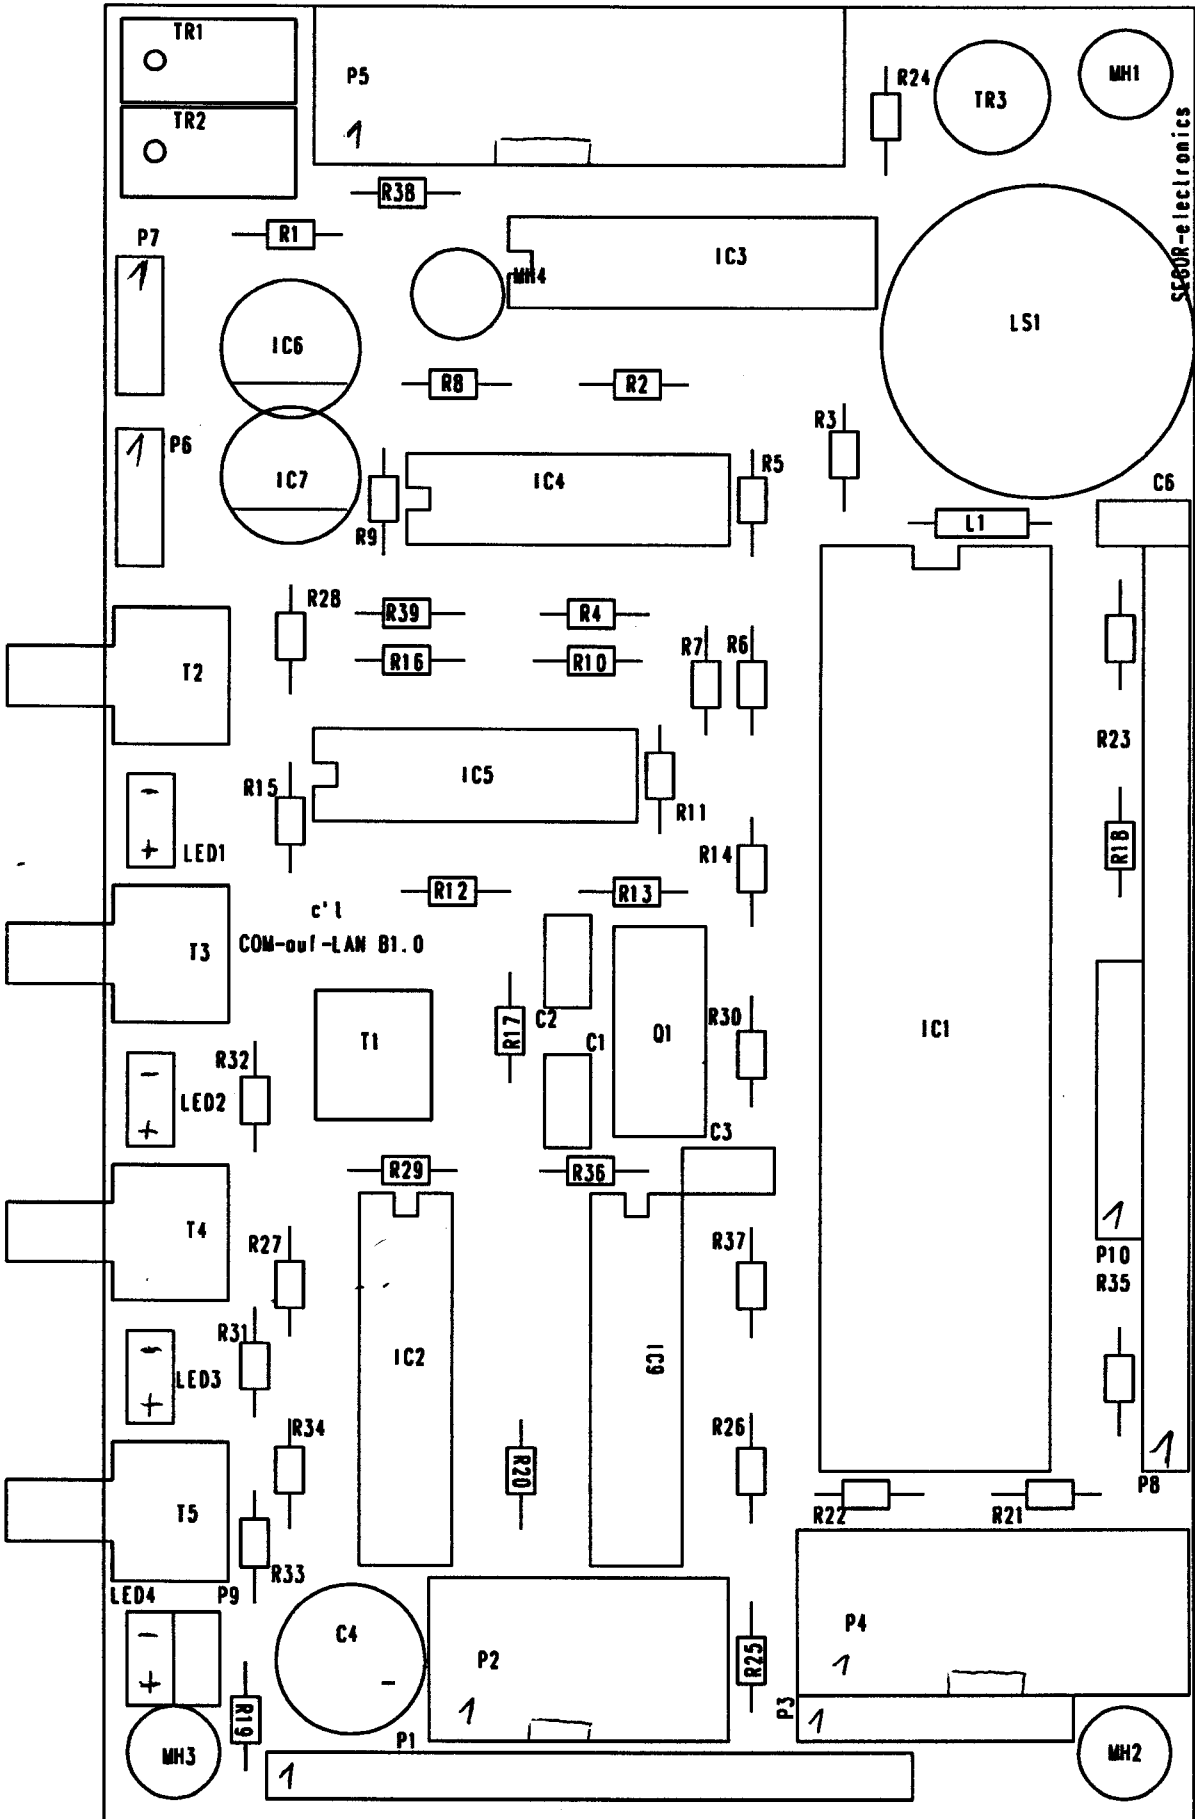 TR1
P5
R24
TR3
MH1
TR2
1
SEGOR-electronics
R38
P7
R1
1
MH4
IC3
LS1
IC6
R8
R2
R3
1
P6
IC7
IC4
R5
C6
R9
L1
R28
R39
R4
R16
R10
R7
R6
T2
R23
R15
IC5
R11
-
+
LED1
R14
R18
R12
R13
c't
COM-auf-LAN B1.0
T3
R17
C2
C1
Q1
R30
IC1
T1
R32
-
+
LED2
C3
R29
R36
T4
R27
R37
1
P10
R35
R31
-
+
LED3
IC2
IC9
R34
R20
R26
1
P8
T5
R22
R21
R33
LED4
P9
-
+
C4
-
P2
1
R25
P4
1
R19
P3
1
MH3
P1
1
MH2